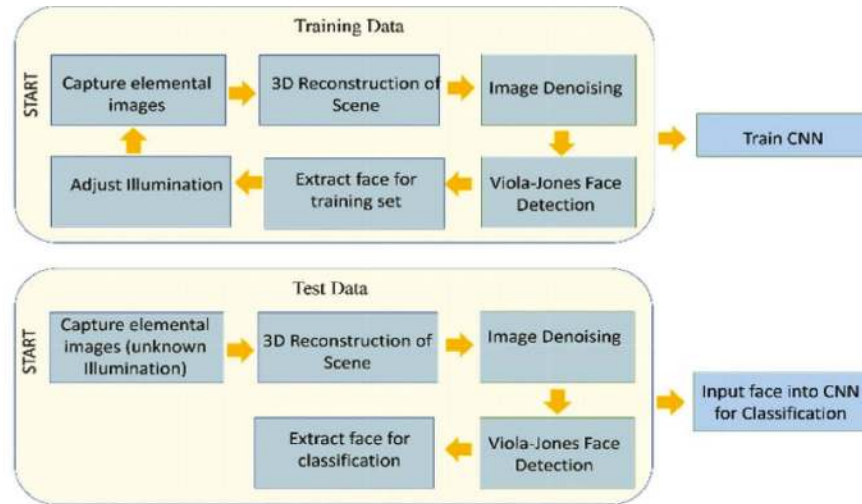 Training Data
START
Capture elemental
images
3D Reconstruction of
Scene
Image Denoising
Train CNN
Adjust Illumination
Extract face for
training set
Viola-Jones Face
Detection
Test Data
START
Capture elemental
images (unknown
Illumination)
3D Reconstruction of
Scene
Image Denoising
Input face into CNN
for Classification
Extract face for
classification
Viola-Jones Face
Detection